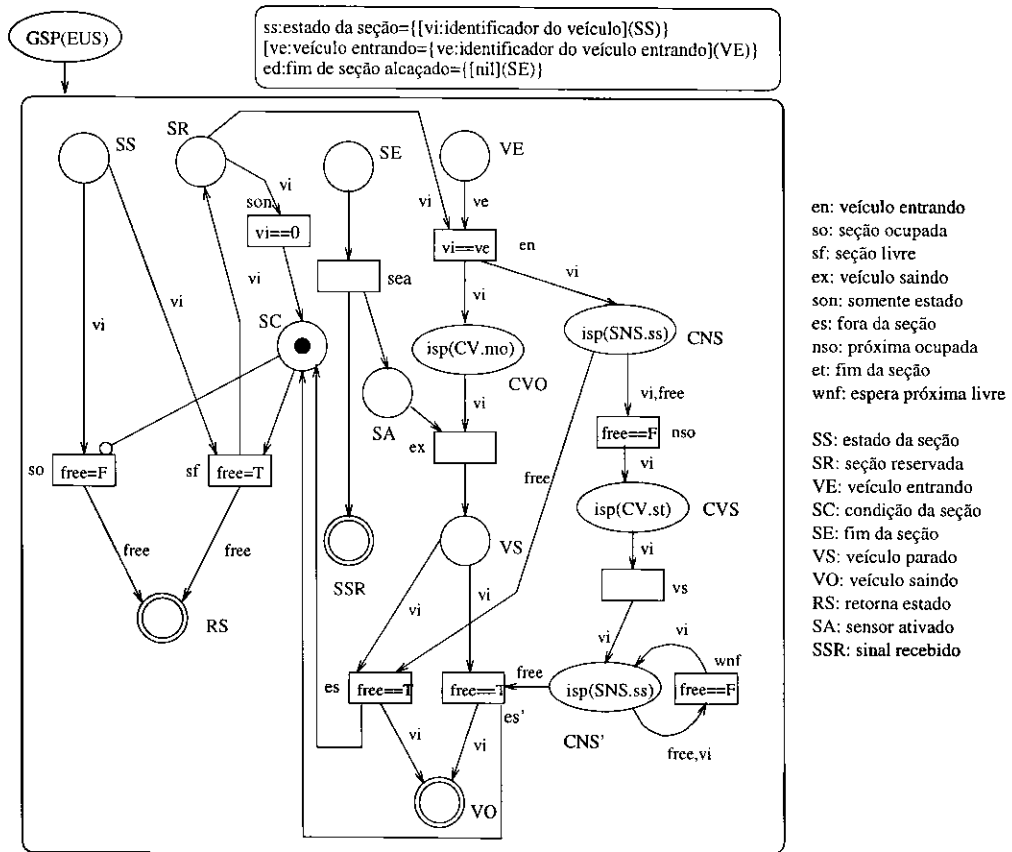 GSP(EUS)
ss:estado da seção={[vi:identificador do veículo](SS)}
[ve:veículo entrando={ve:identificador do veículo entrando](VE)}
ed:fim de seção alcaçado={[nil](SE)}
SS
SR
SE
VE
vi
son
vi
ve
vi==0
vi==ve
en
sea
vi
vi
vi
vi
vi
SC
isp(CV.mo)
CVO
isp(SNS.ss)
CNS
vi
vi,free
SA
ex
free==F
nso
so
free=F
sf
free=T
vi
free
isp(CV.st)
CVS
free
free
VS
vi
SSR
RS
vi
vi
vs
vi
vi
wnf
es
free==T
free==T
free
isp(SNS.ss)
free==F
es'
vi
vi
CNS'
free,vi
VO
en: veículo entrando
so: seção ocupada
sf: seção livre
ex: veículo saindo
son: somente estado
es: fora da seção
nso: próxima ocupada
et: fim da seção
wnf: espera próxima livre
SS: estado da seção
SR: seção reservada
VE: veículo entrando
SC: condição da seção
SE: fim da seção
VS: veículo parado
VO: veículo saindo
RS: retorna estado
SA: sensor ativado
SSR: sinal recebido